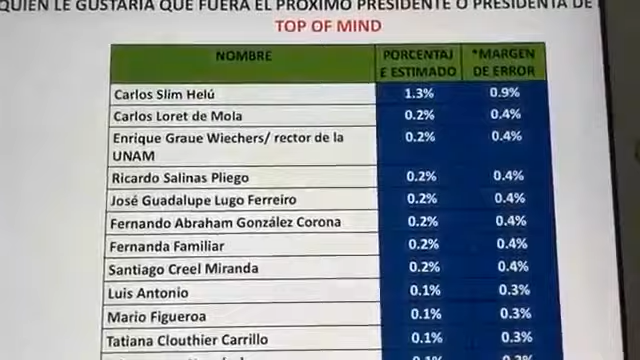 QUIEN LE GUSTARÍA QUE FUERA EL PRÓXIMO PRESIDENTE O PRESIDENTA DE
TOP OF MIND
NOMBRE PORCENTAJ *MARGEN
E ESTIMADO DE ERROR
Carlos Slim Helú 1.3% 0.9%
Carlos Loret de Mola 0.2% 0.4%
Enrique Graue Wiechers/ rector de la 0.2% 0.4%
UNAM
Ricardo Salinas Pliego 0.2% 0.4%
José Guadalupe Lugo Ferreiro 0.2% 0.4%
Fernando Abraham González Corona 0.2% 0.4%
Fernanda Familiar 0.2% 0.4%
Santiago Creel Miranda 0.2% 0.4%
Luis Antonio 0.1% 0.3%
Mario Figueroa 0.1% 0.3%
Tatiana Clouthier Carrillo 0.1% 0.3%